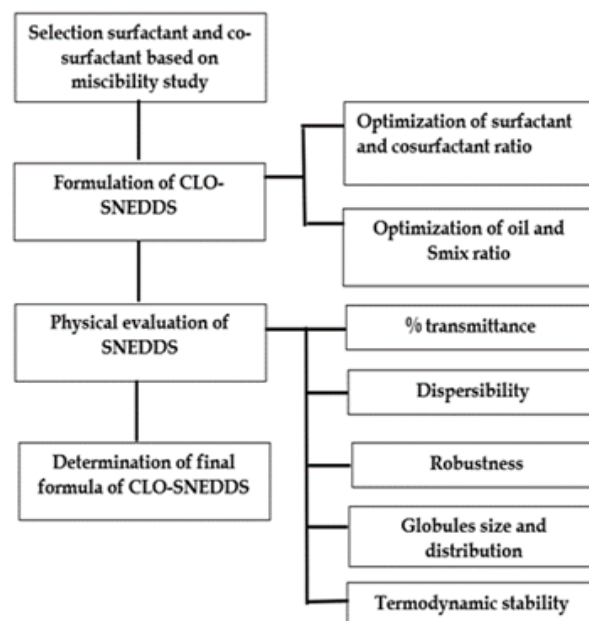 Selection surfactant and co-
surfactant based on
miscibility study
Optimization of surfactant
and cosurfactant ratio
Formulation of CLO-
SNEDDS
Optimization of oil and
Smix ratio
Physical evaluation of
SNEDDS
% transmittance
Dispersibility
Determination of final
formula of CLO-SNEDDS
Robustness
Globules size and
distribution
Termodynamic stability